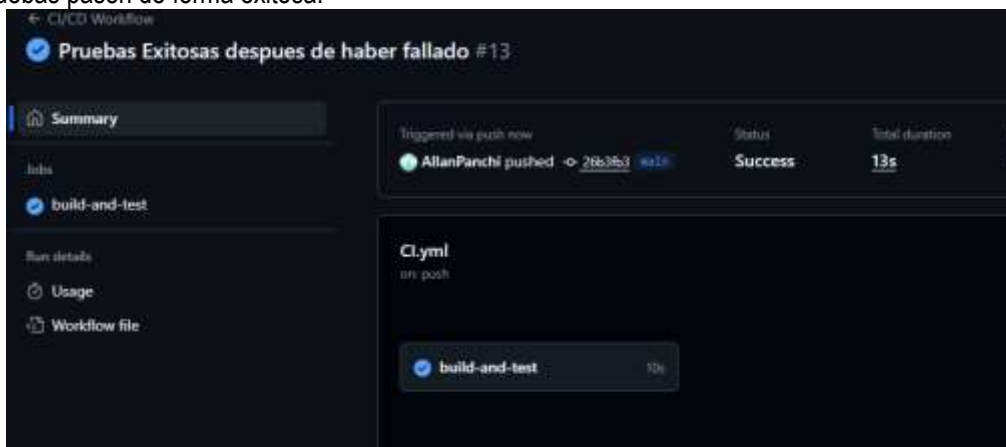 pasen de forma exitosa.
← CI/CD Workflow
Pruebas Exitosas despues de haber fallado #13
Summary
Triggered via push now
Status
Total duration
AllanPanchi pushed 26b3f63 main
Success
13s
Jobs
build-and-test
CI.yml
on: push
Run details
Usage
Workflow file
build-and-test
10s